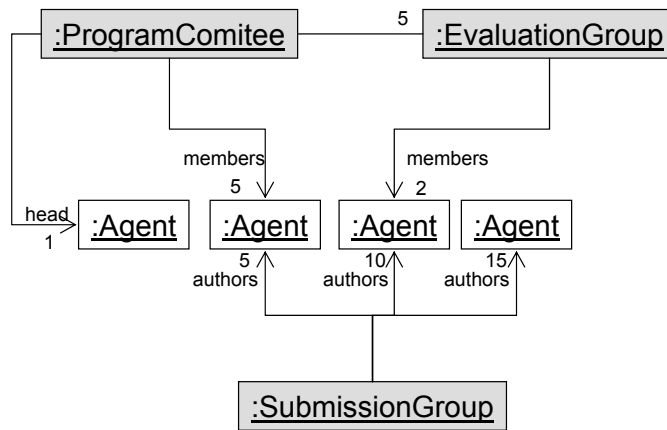 5
:ProgramComitee
:EvaluationGroup
members
members
5
2
head
1
:Agent
:Agent
:Agent
:Agent
5
10
15
authors
authors
authors
:SubmissionGroup